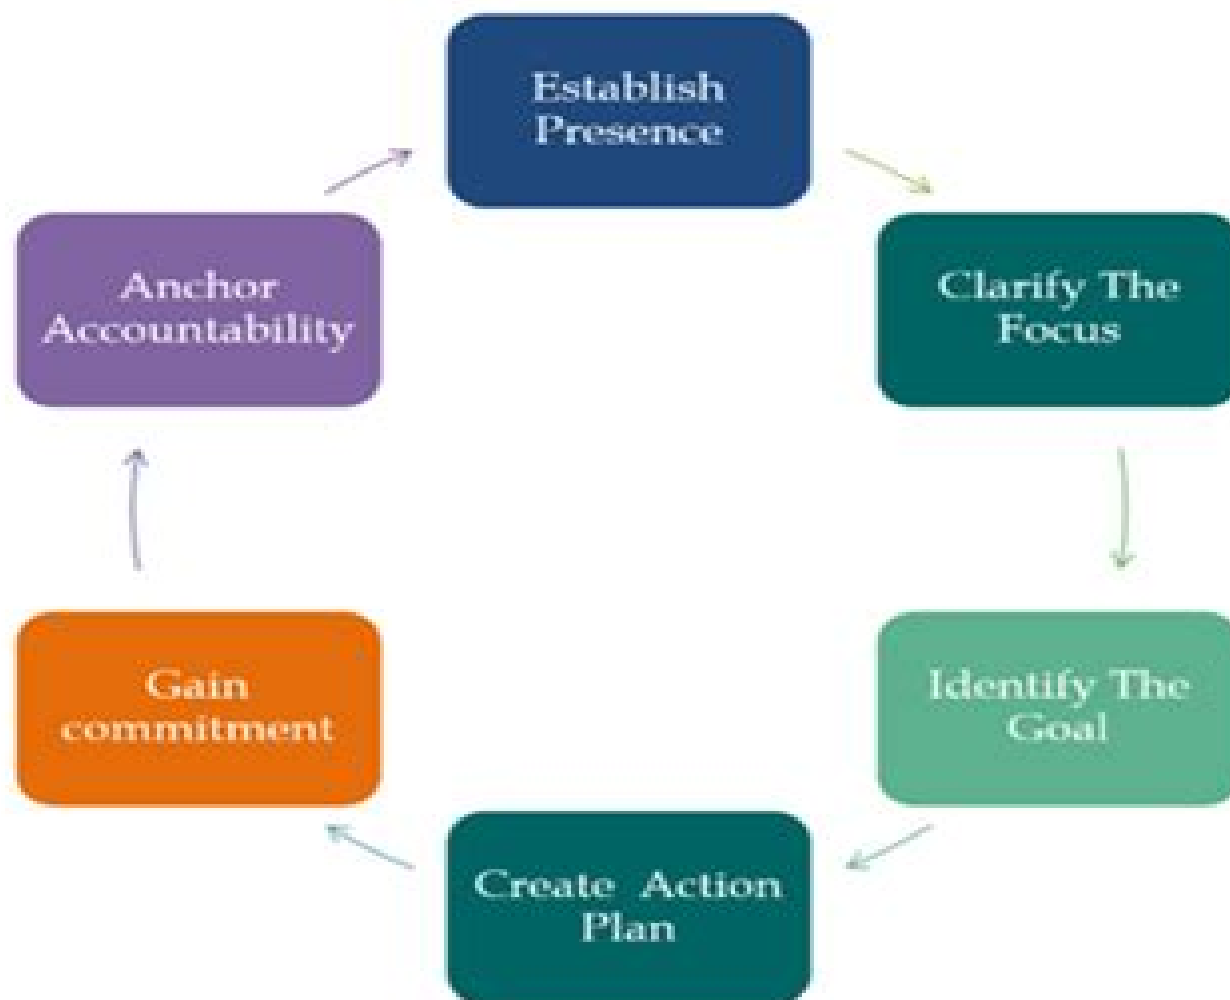 Establish
Presence
Clarify The
Focus
Identify The
Goal
Create Action
Plan
Gain
commitment
Anchor
Accountability